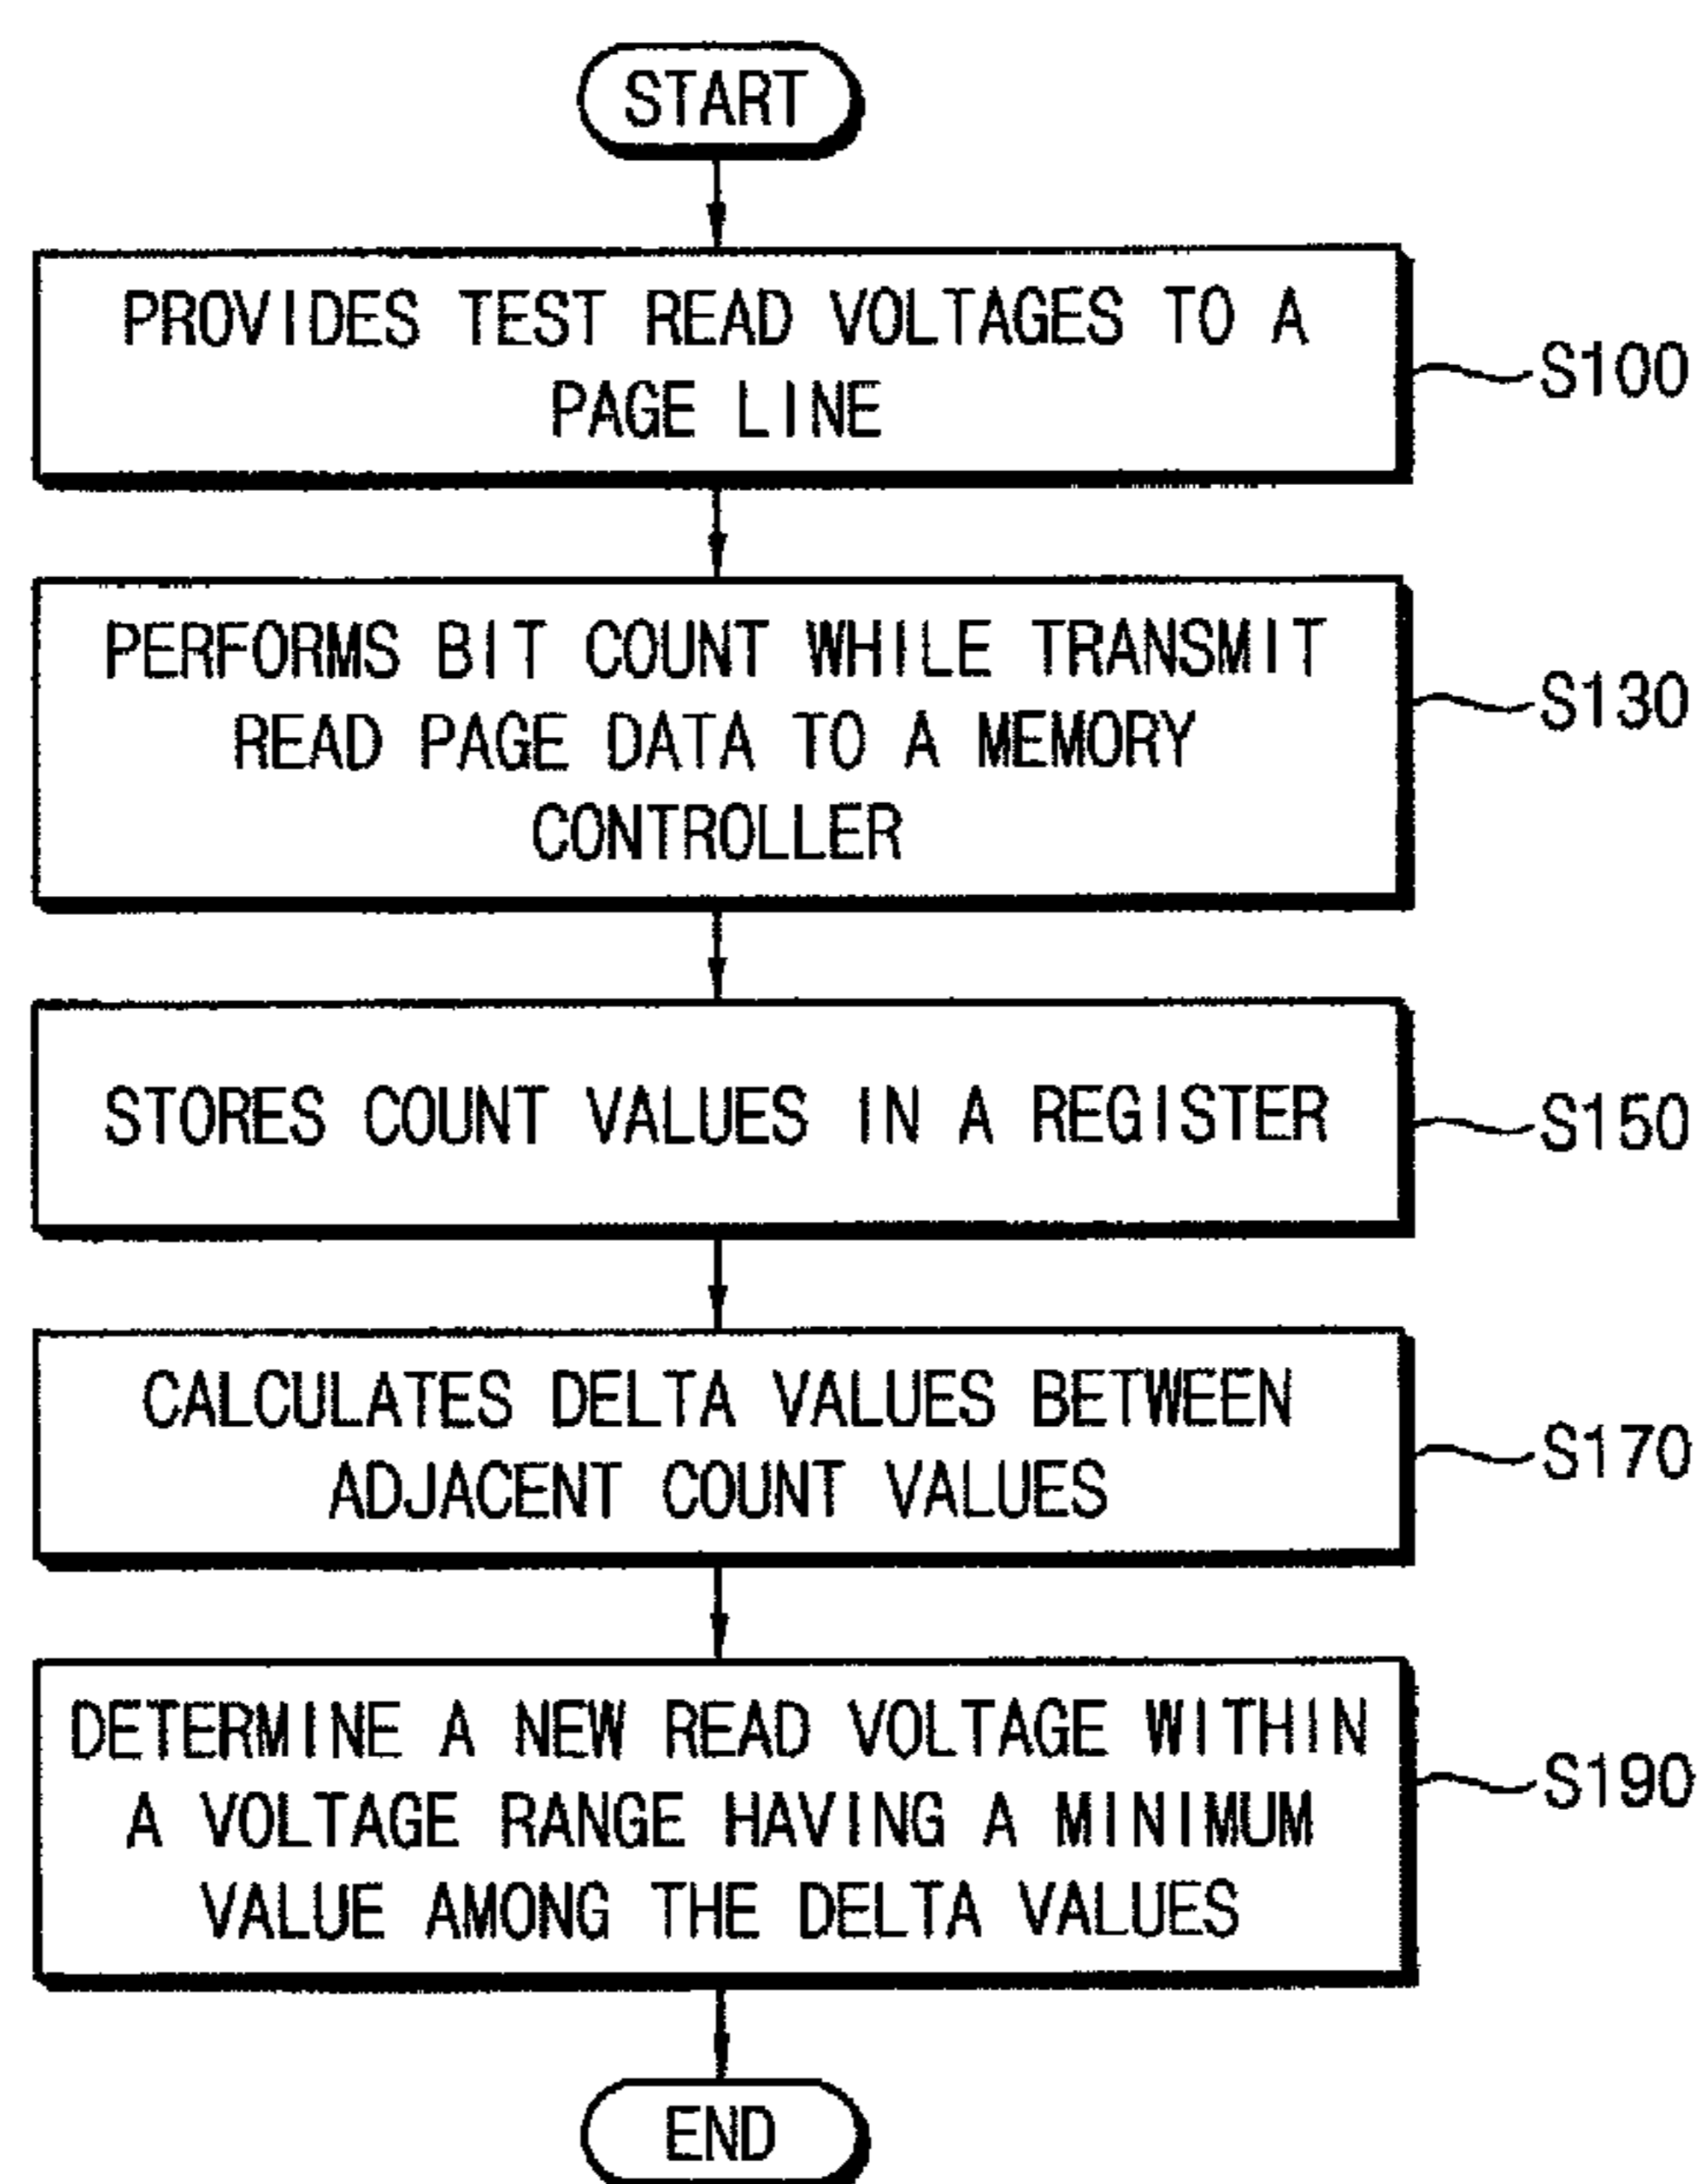 START
PROVIDES TEST READ VOLTAGES TO A
PAGE LINE
S100
PERFORMS BIT COUNT WHILE TRANSMIT
READ PAGE DATA TO A MEMORY
CONTROLLER
S130
STORES COUNT VALUES IN A REGISTER
S150
CALCULATES DELTA VALUES BETWEEN
ADJACENT COUNT VALUES
S170
DETERMINE A NEW READ VOLTAGE WITHIN
A VOLTAGE RANGE HAVING A MINIMUM
VALUE AMONG THE DELTA VALUES
S190
END